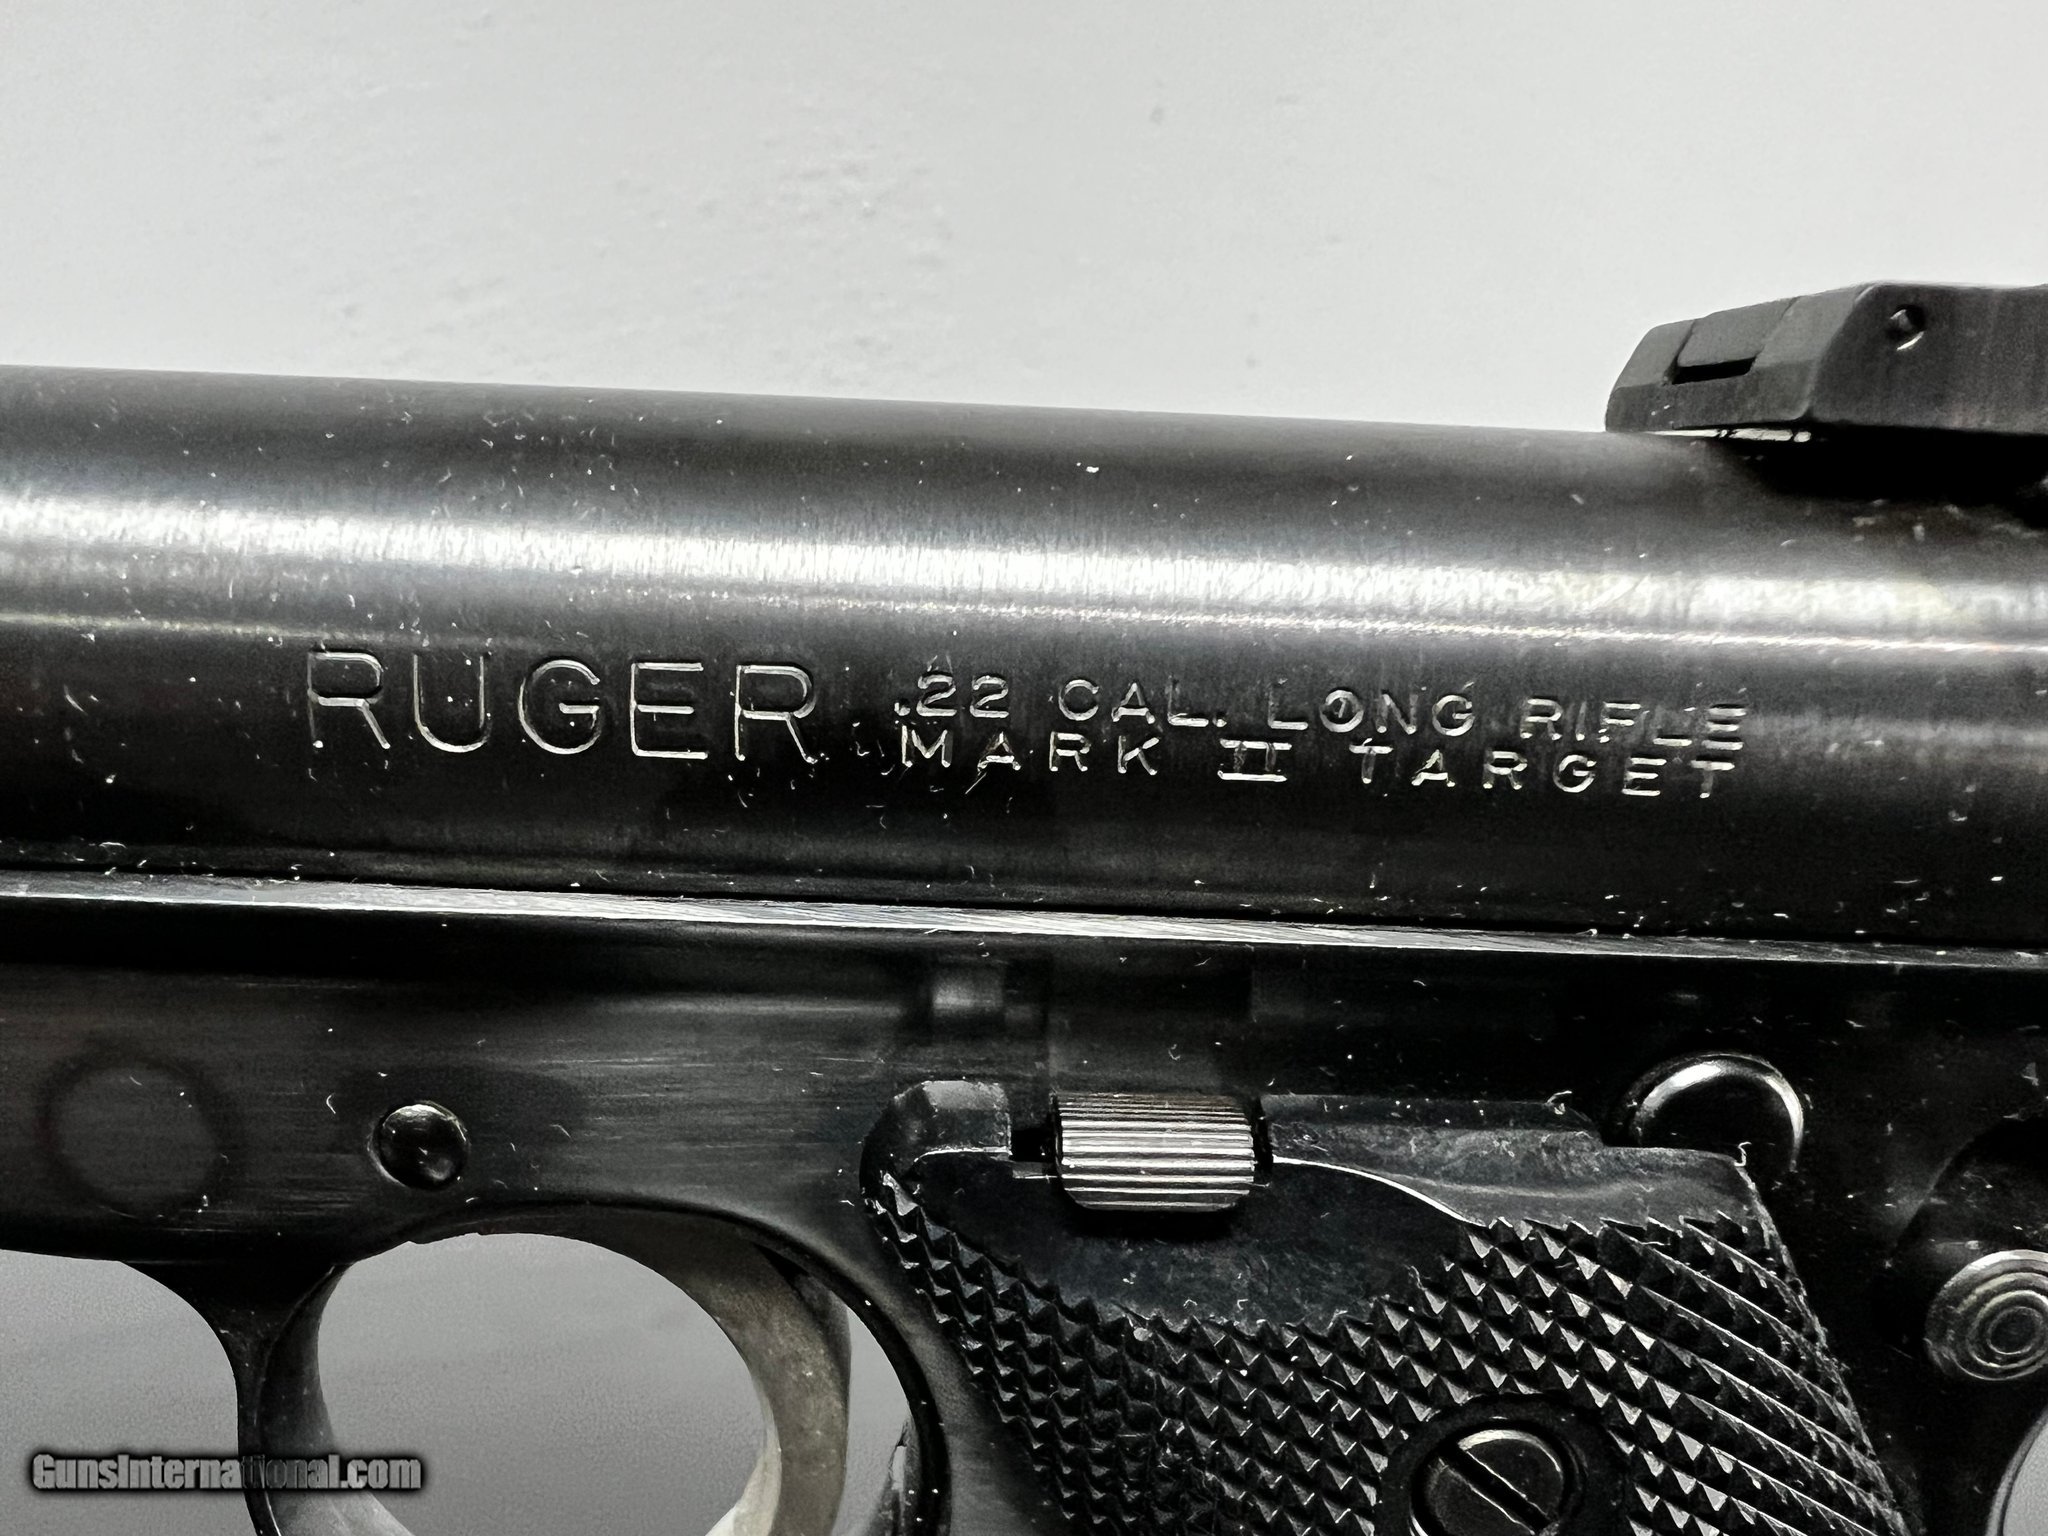 RUGER
.22 CAL. LONG RIFLE
MARK II TARGET
GunsInternational.com